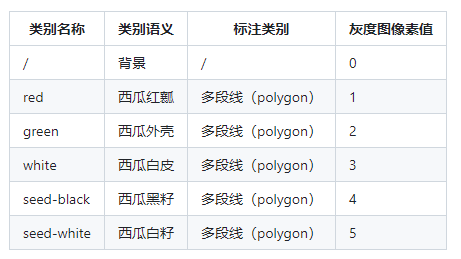 类别名称 类别语义 标注类别 灰度图像素值
/ 背景 / 0
red 西瓜红瓤 多段线（polygon） 1
green 西瓜外壳 多段线（polygon） 2
white 西瓜白皮 多段线（polygon） 3
seed-black 西瓜黑籽 多段线（polygon） 4
seed-white 西瓜白籽 多段线（polygon） 5